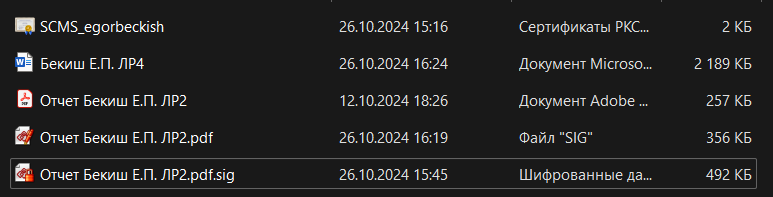 SCMS_egorbeckish 26.10.2024 15:16 Сертификаты РКС... 2 КБ
Бекиш Е.П. ЛР4 26.10.2024 16:24 Документ Microso... 2 189 КБ
Отчет Бекиш Е.П. ЛР2 12.10.2024 18:26 Документ Adobe ... 257 КБ
Отчет Бекиш Е.П. ЛР2.pdf 26.10.2024 16:19 Файл "SIG" 356 КБ
Отчет Бекиш Е.П. ЛР2.pdf.sig 26.10.2024 15:45 Шифрованные да... 492 КБ